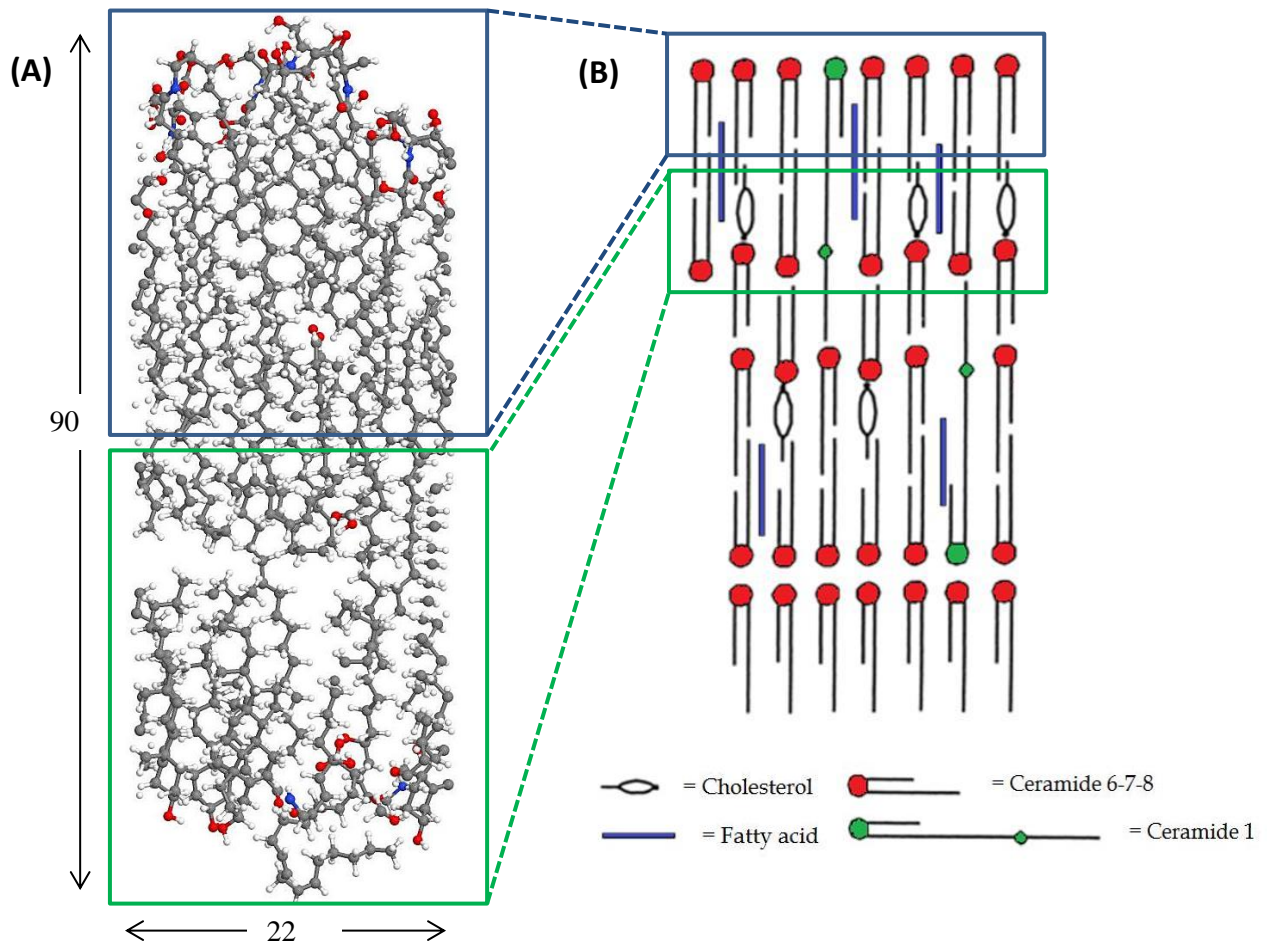 (A)
(B)
90
22
= Cholesterol
= Ceramide 6-7-8
= Fatty acid
= Ceramide 1